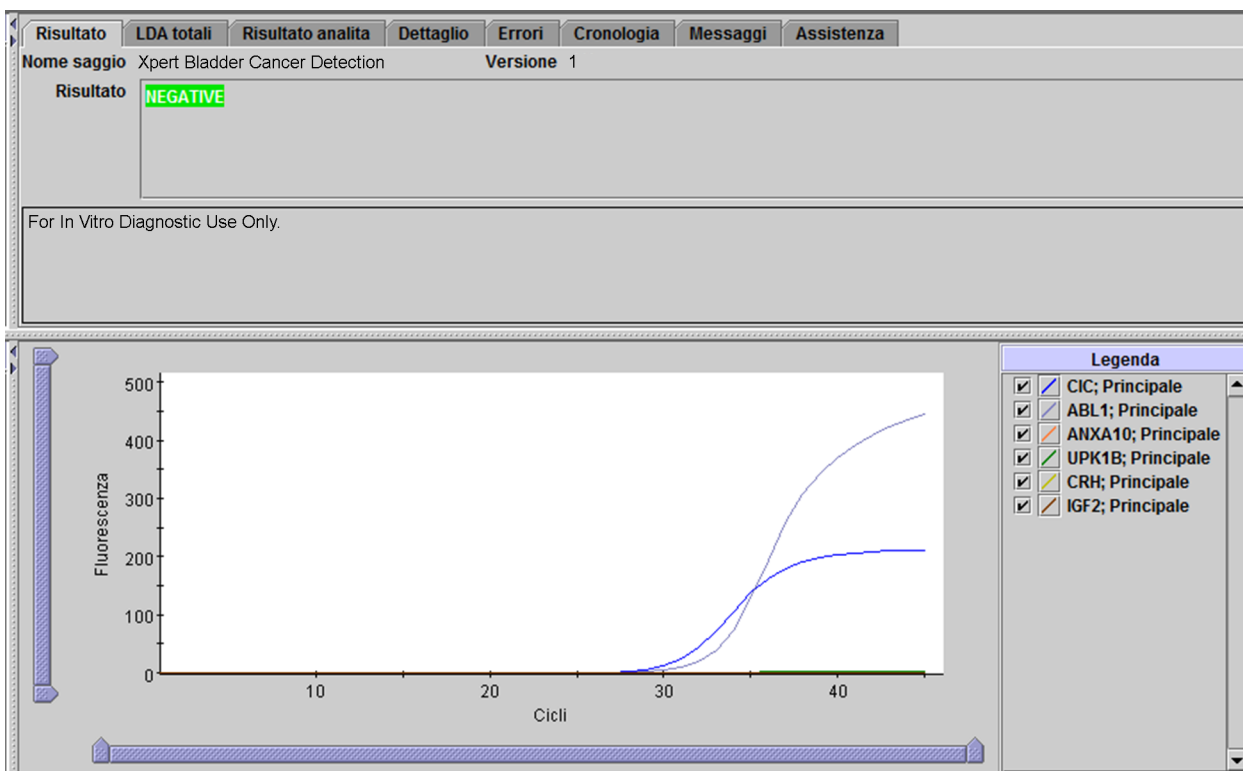 Risultato LDA totali Risultato analita Dettaglio Errori Cronologia Messaggi Assistenza
Nome saggio Xpert Bladder Cancer Detection Versione 1
Risultato NEGATIVE
For In Vitro Diagnostic Use Only.
500
400
300
200
100
0
Fluorescenza
10 20 30 40
Cicli
Legenda
CIC; Principale
ABL1; Principale
ANXA10; Principale
UPK1B; Principale
CRH; Principale
IGF2; Principale